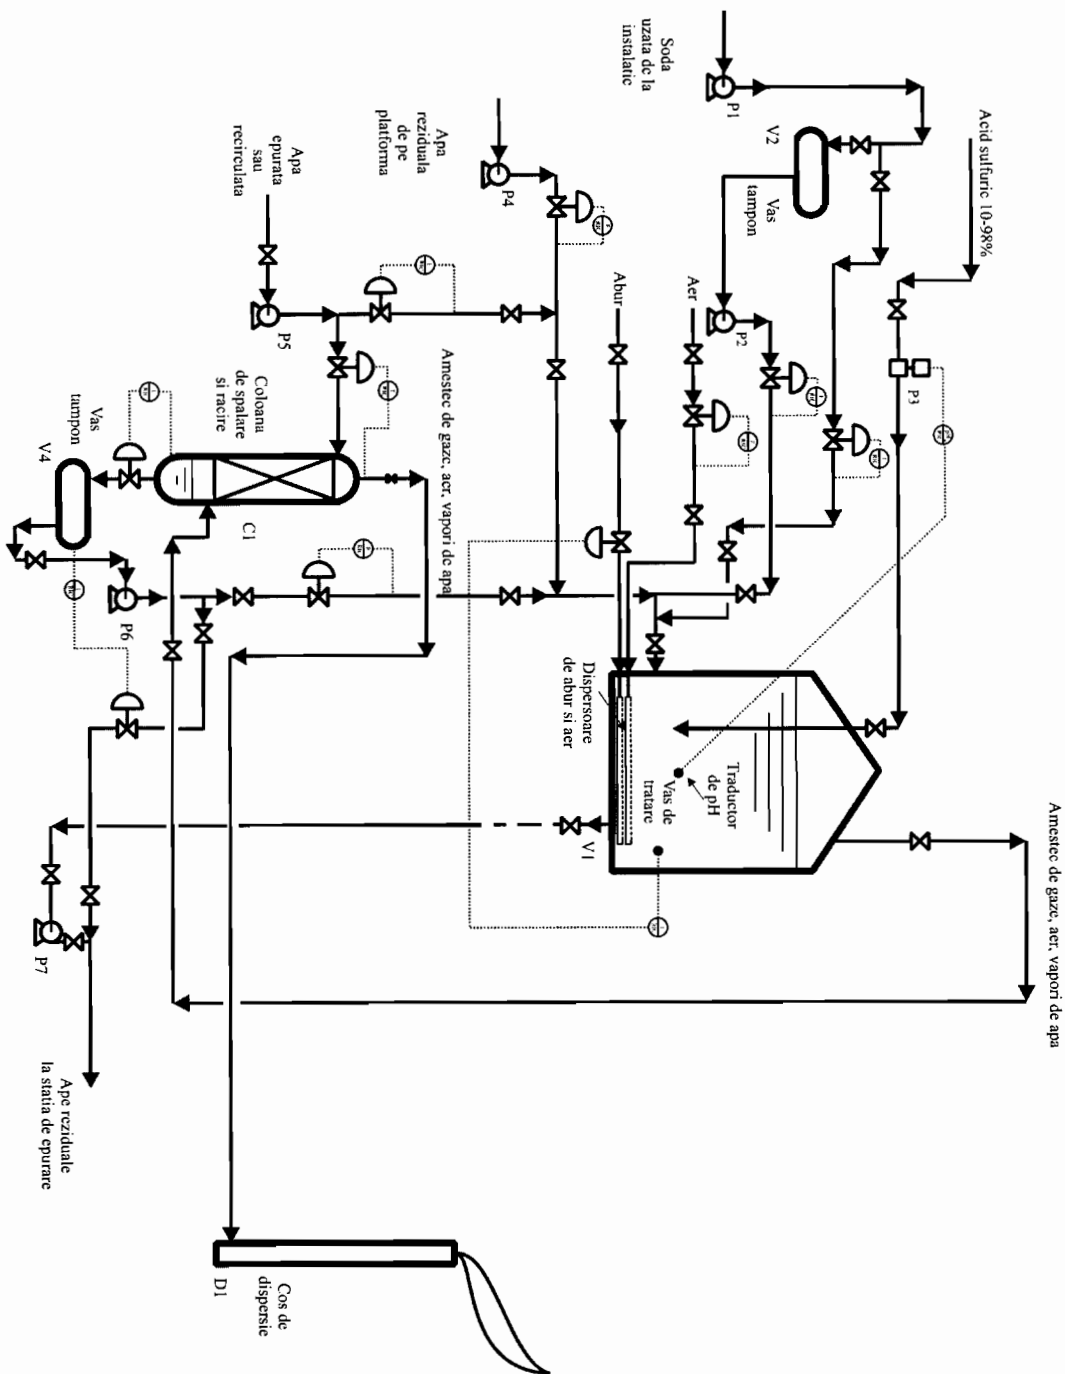 Soda
uzata de la
instalatie
P1
Acid sulfuric 10-98%
V2
Vas
tampon
P2
P3
Apa
reziduala
de pe
platforma
P4
Apa
epurata
sau
recirculata
P5
Abur
Aer
Amestec de gaze, aer, vapori de apa
Coloana
de spalare
si racire
C1
Vas
tampon
V4
P6
Dispersoare
de abur si aer
Traductor
de pH
Vas de
tratare
V1
Amestec de gaze, aer, vapori de apa
P7
Ape reziduale
la statia de epurare
Cos de
dispersie
D1